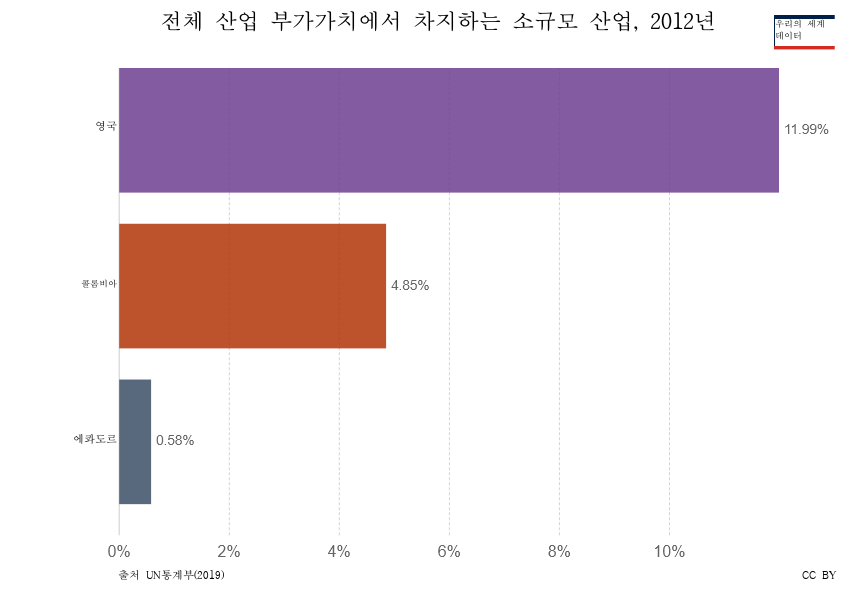 전체 산업 부가가치에서 차지하는 소규모 산업, 2012년
우리의 세계
데이터
영국
11.99%
콜롬비아
4.85%
에콰도르
0.58%
0% 2% 4% 6% 8% 10%
출처 UN통계부(2019)
CC BY